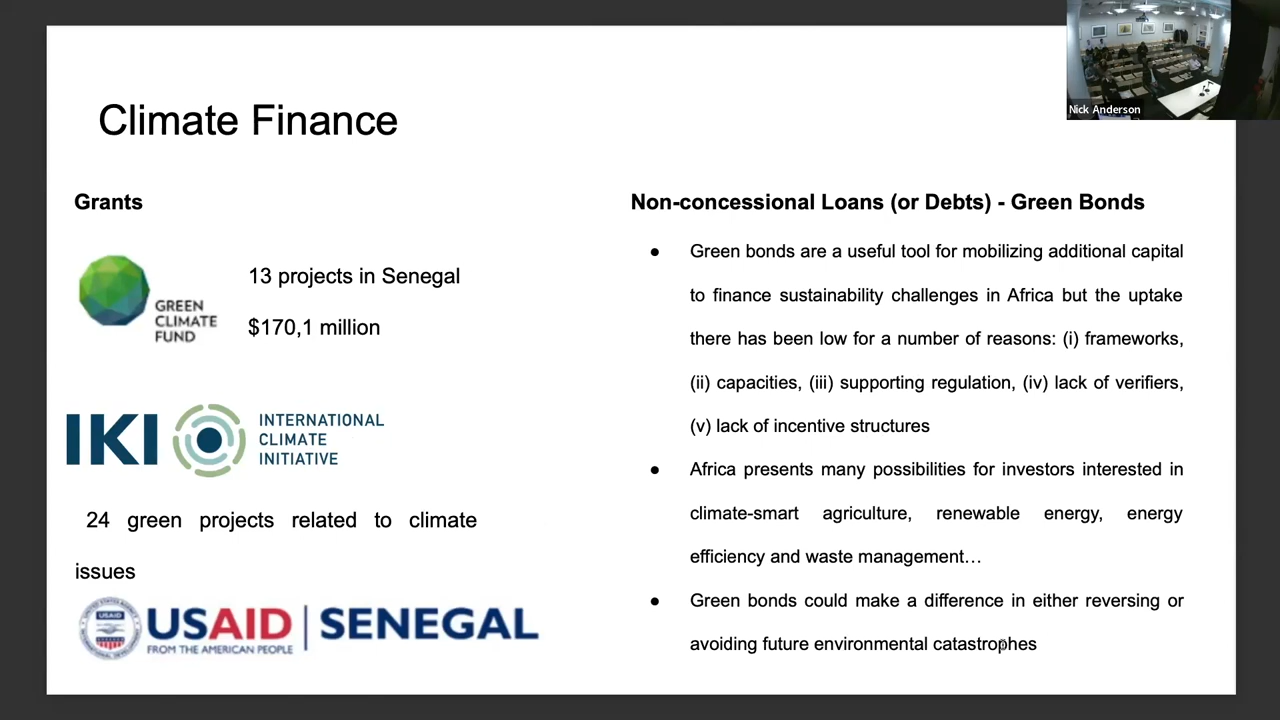 Nick Anderson
Climate Finance
Grants
GREEN
CLIMATE
FUND
13 projects in Senegal
$170,1 million
IKI
INTERNATIONAL
CLIMATE
INITIATIVE
24 green projects related to climate
issues
USAID
USAID | SENEGAL
FROM THE AMERICAN PEOPLE
Non-concessional Loans (or Debts) - Green Bonds
● Green bonds are a useful tool for mobilizing additional capital
to finance sustainability challenges in Africa but the uptake
there has been low for a number of reasons: (i) frameworks,
(ii) capacities, (iii) supporting regulation, (iv) lack of verifiers,
(v) lack of incentive structures
● Africa presents many possibilities for investors interested in
climate-smart agriculture, renewable energy, energy
efficiency and waste management…
● Green bonds could make a difference in either reversing or
avoiding future environmental catastrophes